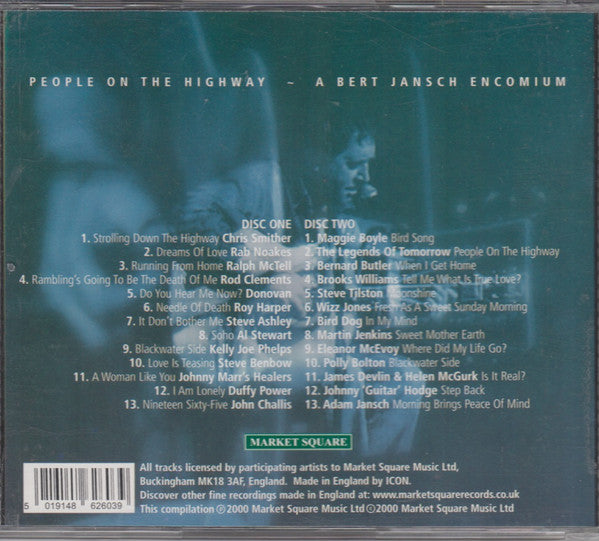 PEOPLE ON THE HIGHWAY ~ A BERT JANSCH ENCOMIUM
DISC ONE
1. Strolling Down The Highway Chris Smither
2. Dreams Of Love Rab Noakes
3. Running From Home Ralph McTell
4. Rambling's Going To Be The Death Of Me Rod Clements
5. Do You Hear Me Now? Donovan
6. Needle Of Death Roy Harper
7. It Don't Bother Me Steve Ashley
8. Soho Al Stewart
9. Blackwater Side Kelly Joe Phelps
10. Love Is Teasing Steve Benbow
11. A Woman Like You Johnny Marr's Healers
12. I Am Lonely Duffy Power
13. Nineteen Sixty-Five John Challis
DISC TWO
1. Maggie Boyle Bird Song
2. The Legends Of Tomorrow People On The Highway
3. Bernard Butler When I Get Home
4. Brooks Williams Tell Me What Is True Love?
5. Steve Tilston Moonshine
6. Wizz Jones Fresh As A Sweet Sunday Morning
7. Bird Dog In My Mind
8. Martin Jenkins Sweet Mother Earth
9. Eleanor McEvoy Where Did My Life Go?
10. Polly Bolton Blackwater Side
11. James Devlin & Helen McGurk Is It Real?
12. Johnny 'Guitar' Hodge Step Back
13. Adam Jansch Morning Brings Peace Of Mind
MARKET SQUARE
All tracks licensed by participating artists to Market Square Music Ltd,
Buckingham MK18 3AF, England. Made in England by ICON.
Discover other fine recordings made in England at: www.marketsquarerecords.co.uk
This compilation ℗2000 Market Square Music Ltd ©2000 Market Square Music Ltd
5 019148 626039